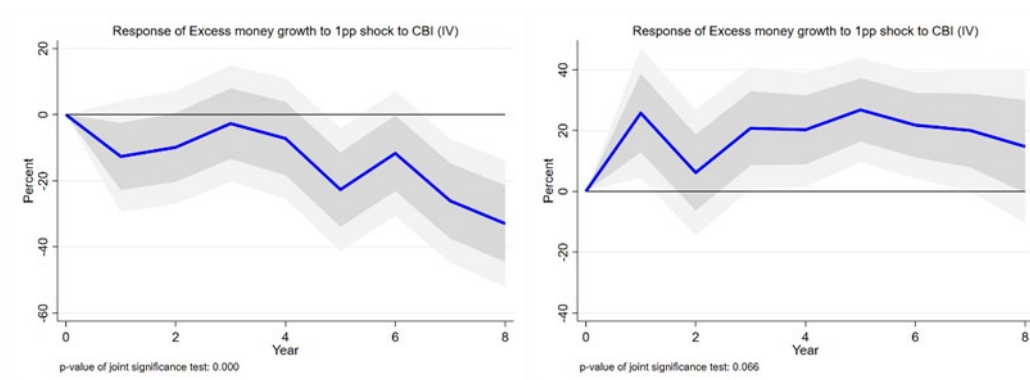 Response of Excess money growth to 1pp shock to CBI (IV)
Percent
20
0
-20
-40
-60
0 2 4 6 8
Year
p-value of joint significance test: 0.000
Response of Excess money growth to 1pp shock to CBI (IV)
Percent
40
20
0
-20
-40
0 2 4 6 8
Year
p-value of joint significance test: 0.066